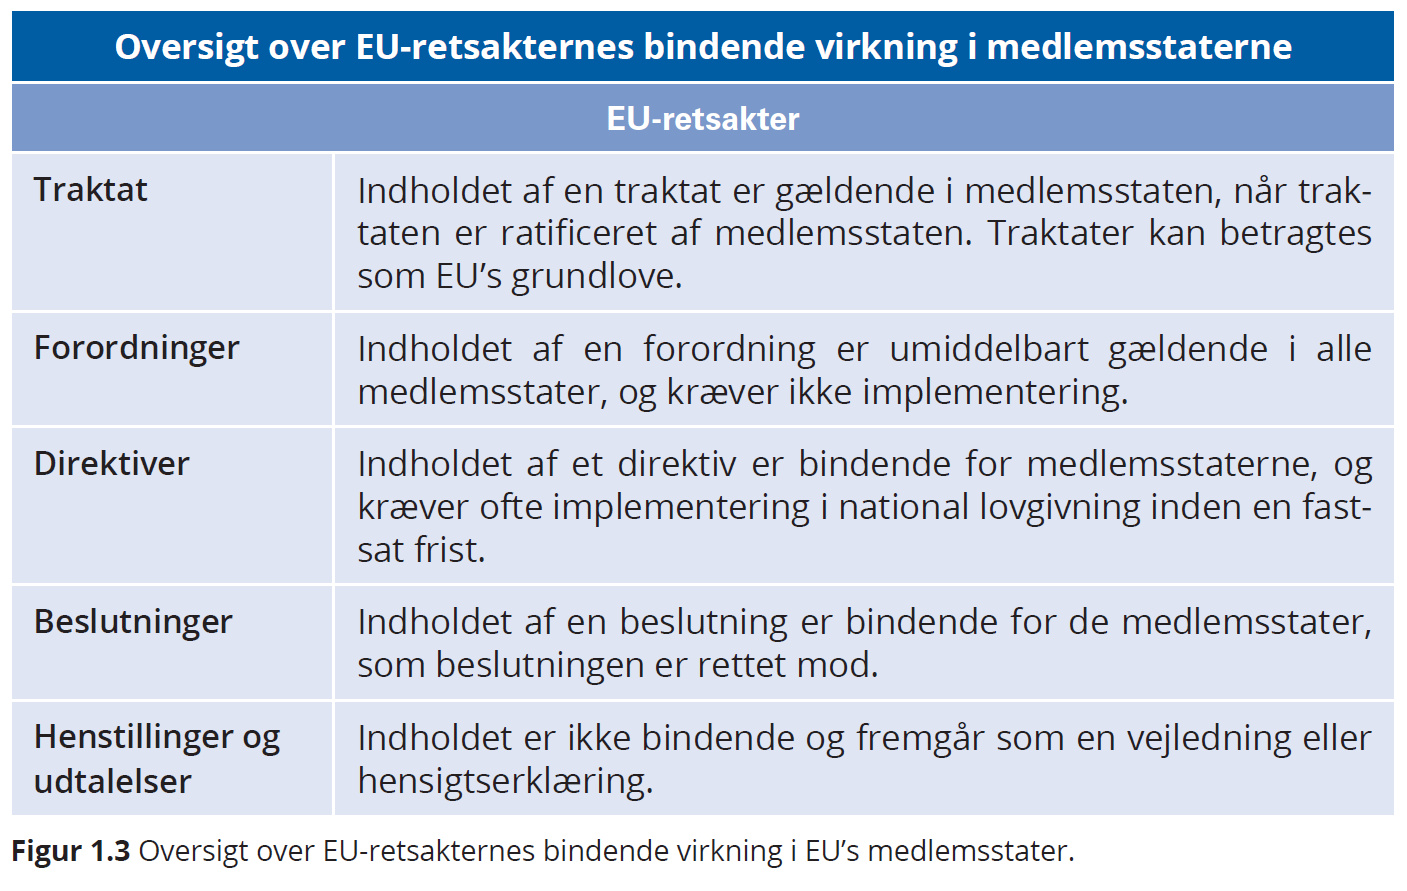 Oversigt over EU-retsakternes bindende virkning i medlemsstaterne
EU-retsakter
Traktat
Indholdet af en traktat er gældende i medlemsstaten, når trak-
taten er ratificeret af medlemsstaten. Traktater kan betragtes
som EU’s grundlove.
Forordninger
Indholdet af en forordning er umiddelbart gældende i alle
medlemsstater, og kræver ikke implementering.
Direktiver
Indholdet af et direktiv er bindende for medlemsstaterne, og
kræver ofte implementering i national lovgivning inden en fast-
sat frist.
Beslutninger
Indholdet af en beslutning er bindende for de medlemsstater,
som beslutningen er rettet mod.
Henstillinger og
udtalelser
Indholdet er ikke bindende og fremgår som en vejledning eller
hensigtserklæring.
Figur 1.3 Oversigt over EU-retsakternes bindende virkning i EU’s medlemsstater.